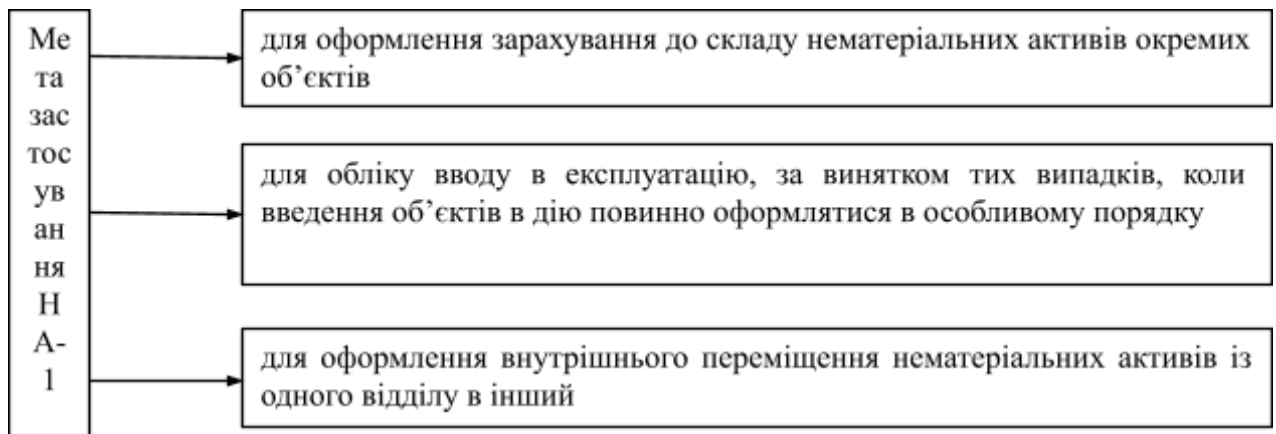 Ме
та
зас
тос
ув
ан
ня
Н
А-
1
для оформлення зарахування до складу нематеріальних активів окремих
об’єктів
для обліку вводу в експлуатацію, за винятком тих випадків, коли
введення об’єктів в дію повинно оформлятися в особливому порядку
для оформлення внутрішнього переміщення нематеріальних активів із
одного відділу в інший